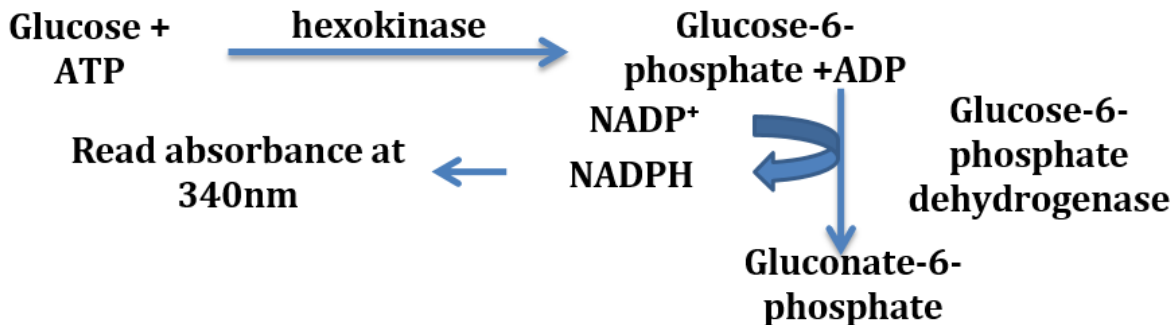 Glucose +
ATP
hexokinase
Glucose-6-
phosphate +ADP
NADP⁺
NADPH
Read absorbance at
340nm
Glucose-6-
phosphate
dehydrogenase
Gluconate-6-
phosphate